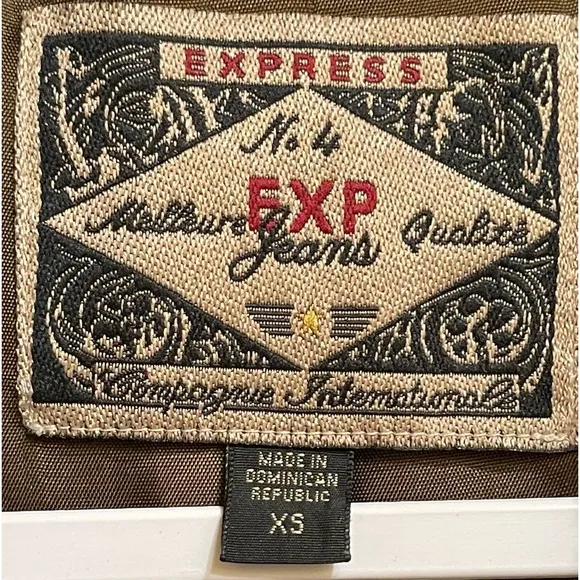 EXPRESS
No. 4
EXP
Meilleure Jeans Qualité
Compagnie Internationale
MADE IN
DOMINICAN
REPUBLIC
XS